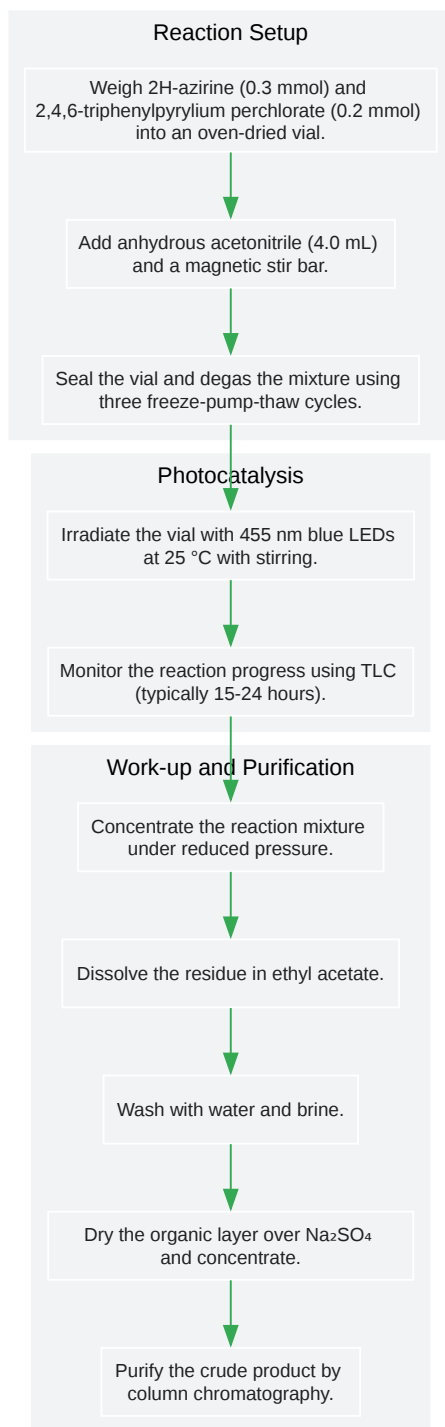 Reaction Setup
Weigh 2H-azirine (0.3 mmol) and
2,4,6-triphenylpyrylium perchlorate (0.2 mmol)
into an oven-dried vial.
Add anhydrous acetonitrile (4.0 mL)
and a magnetic stir bar.
Seal the vial and degas the mixture using
three freeze-pump-thaw cycles.
Photocatalysis
Irradiate the vial with 455 nm blue LEDs
at 25 °C with stirring.
Monitor the reaction progress using TLC
(typically 15-24 hours).
Work-up and Purification
Concentrate the reaction mixture
under reduced pressure.
Dissolve the residue in ethyl acetate.
Wash with water and brine.
Dry the organic layer over Na₂SO₄
and concentrate.
Purify the crude product by
column chromatography.